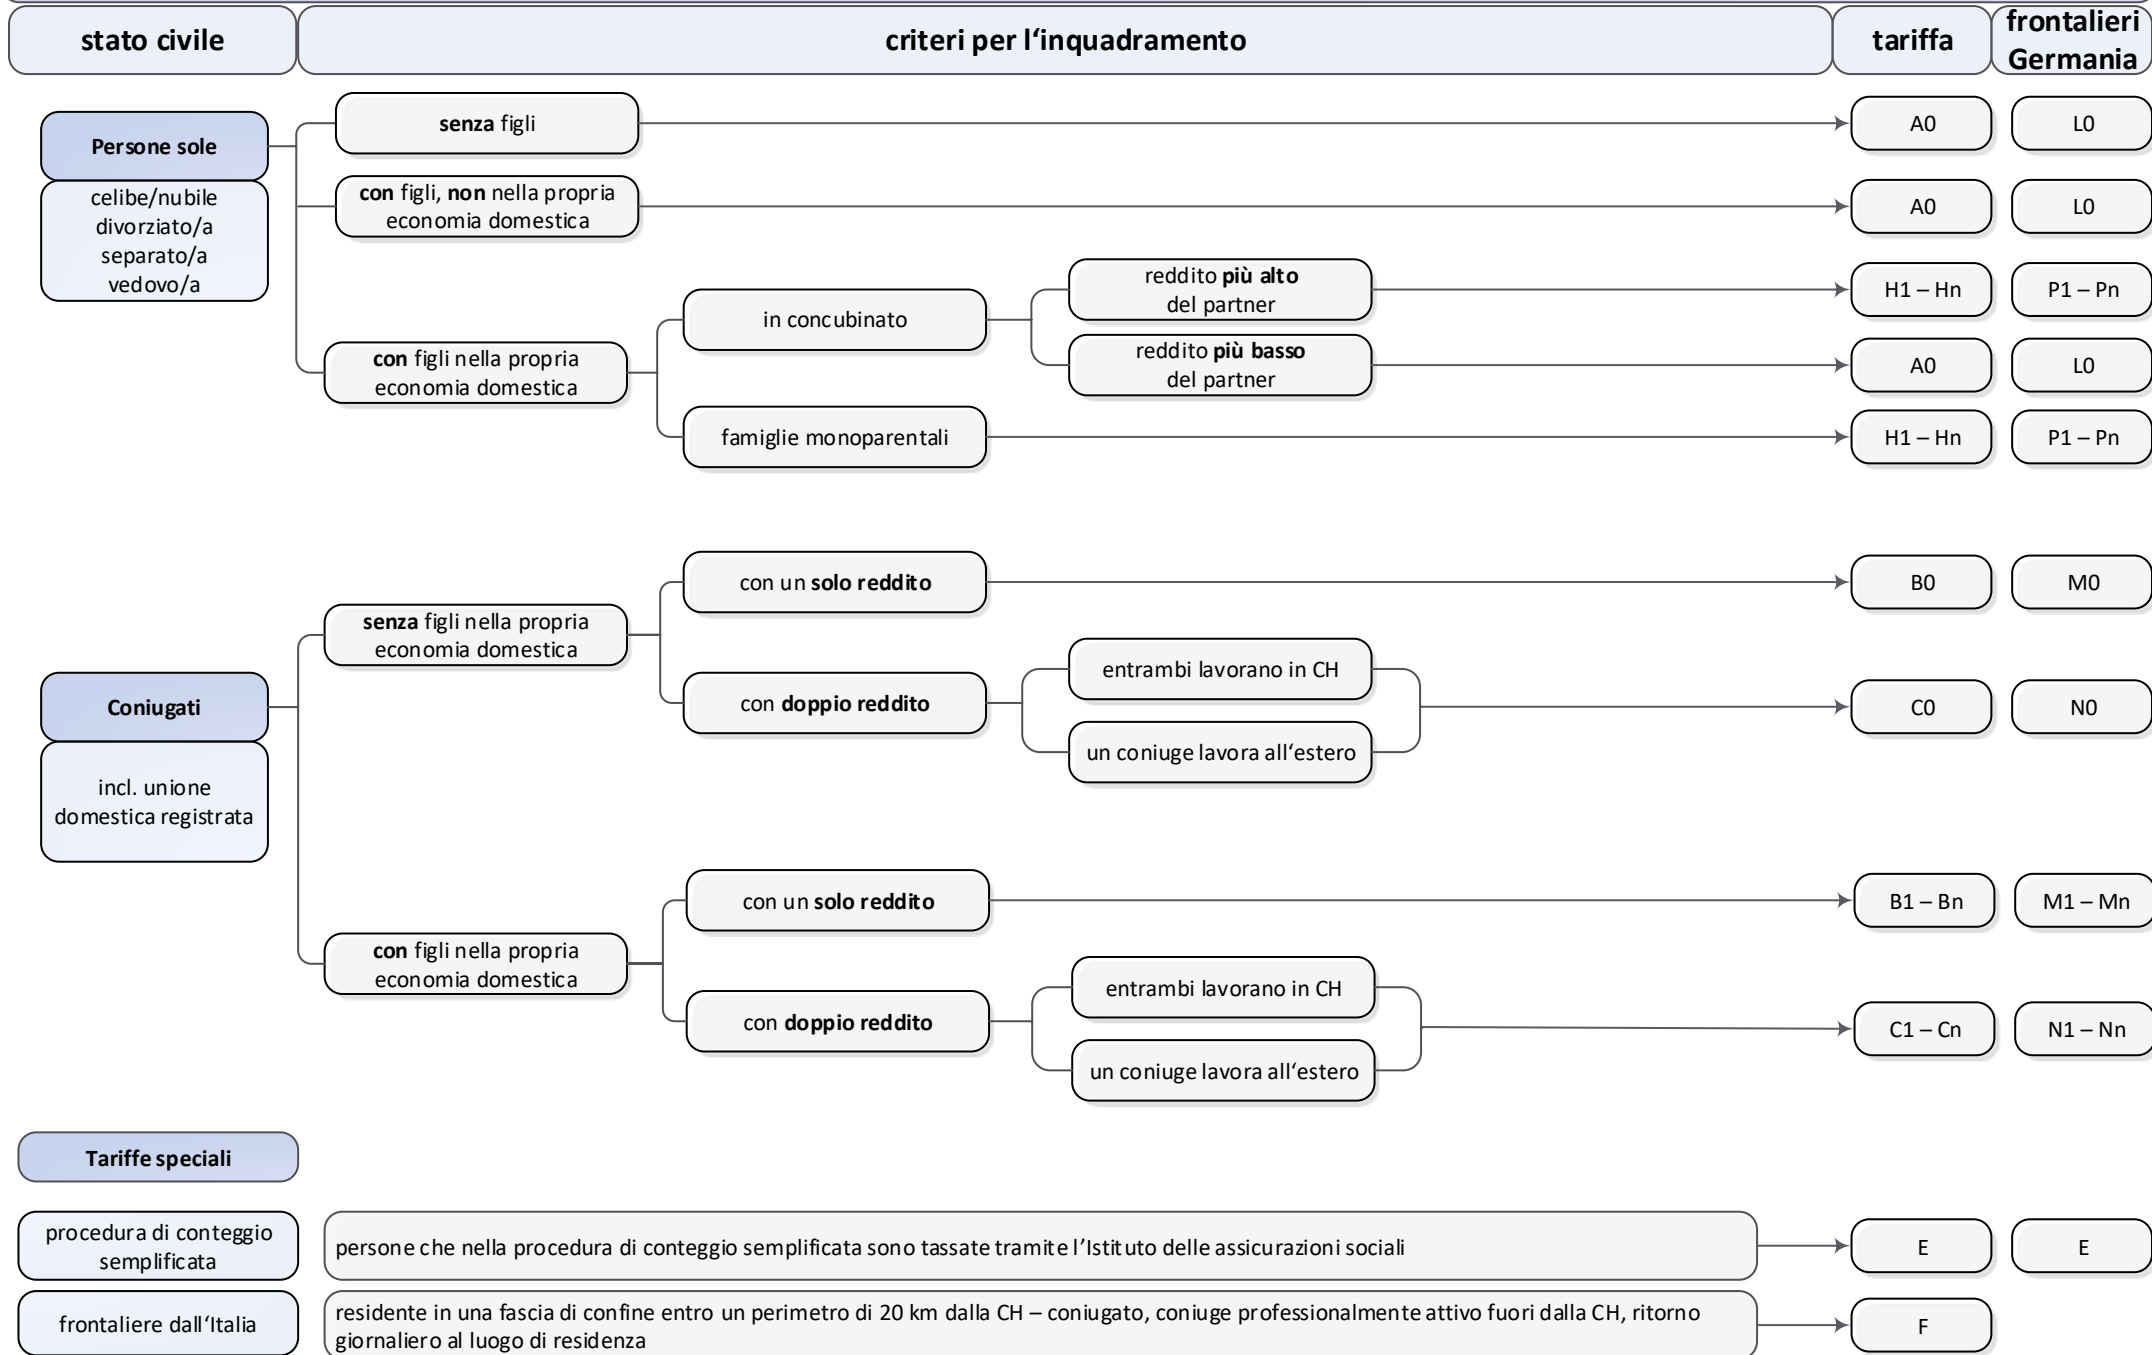 stato civile
criteri per l‘inquadramento
tariffa
frontalieri
Germania
Persone sole
celibe/nubile
divorziato/a
separato/a
vedovo/a
senza figli
A0
L0
con figli, non nella propria
economia domestica
A0
L0
con figli nella propria
economia domestica
in concubinato
reddito più alto
del partner
H1 – Hn
P1 – Pn
reddito più basso
del partner
A0
L0
famiglie monoparentali
H1 – Hn
P1 – Pn
Coniugati
incl. unione
domestica registrata
senza figli nella propria
economia domestica
con un solo reddito
B0
M0
con doppio reddito
entrambi lavorano in CH
un coniuge lavora all‘estero
C0
N0
con figli nella propria
economia domestica
con un solo reddito
B1 – Bn
M1 – Mn
con doppio reddito
entrambi lavorano in CH
un coniuge lavora all‘estero
C1 – Cn
N1 – Nn
Tariffe speciali
procedura di conteggio
semplificata
persone che nella procedura di conteggio semplificata sono tassate tramite l’Istituto delle assicurazioni sociali
E
E
frontaliere dall‘Italia
residente in una fascia di confine entro un perimetro di 20 km dalla CH – coniugato, coniuge professionalmente attivo fuori dalla CH, ritorno
giornaliero al luogo di residenza
F